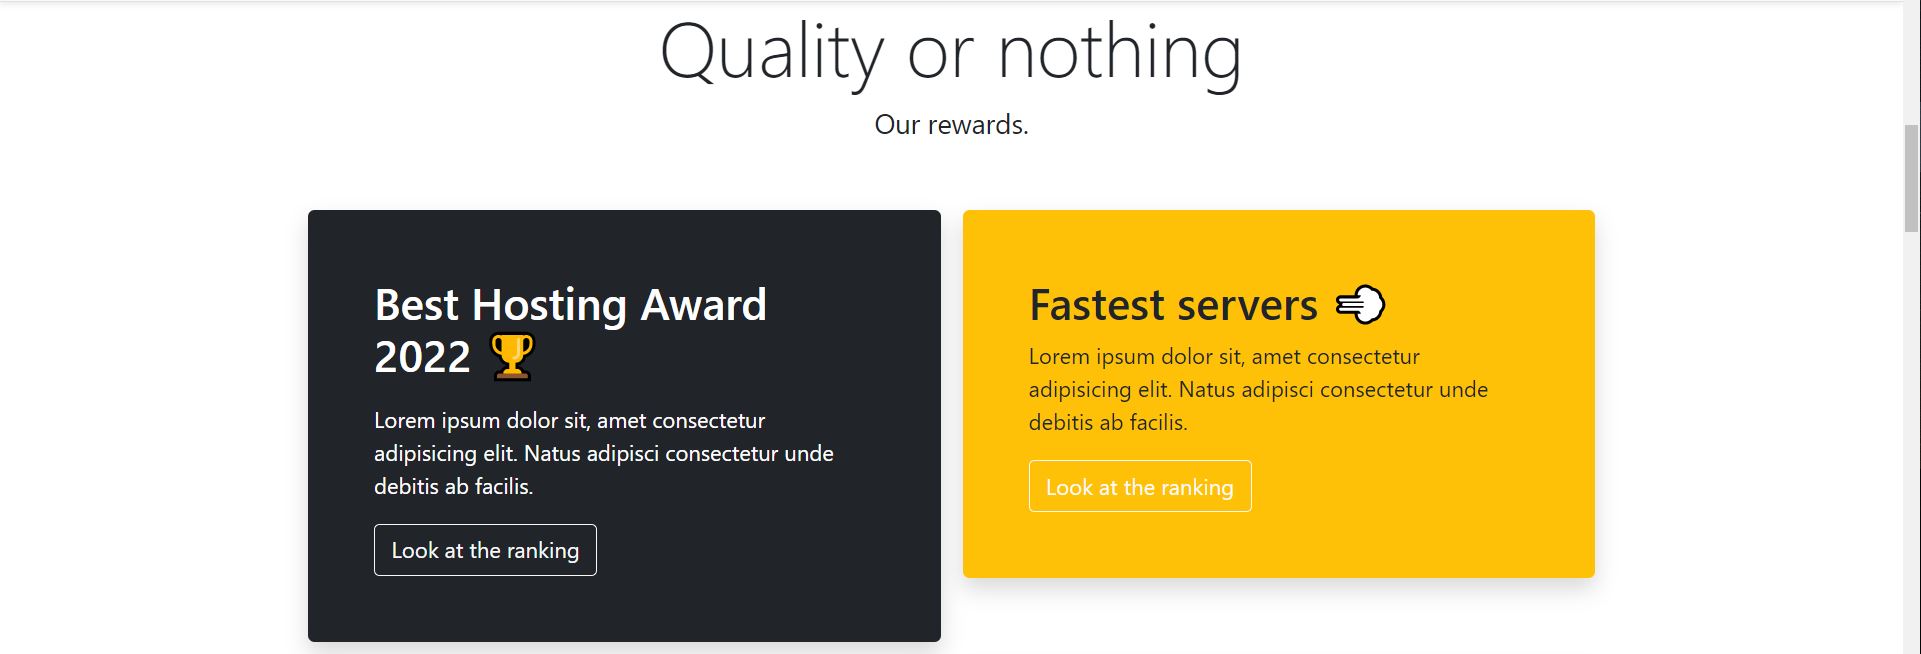 Quality or nothing
Our rewards.
Best Hosting Award
2022 🏆
Lorem ipsum dolor sit, amet consectetur
adipisicing elit. Natus adipisci consectetur unde
debitis ab facilis.
Look at the ranking
Fastest servers 💨
Lorem ipsum dolor sit, amet consectetur
adipisicing elit. Natus adipisci consectetur unde
debitis ab facilis.
Look at the ranking